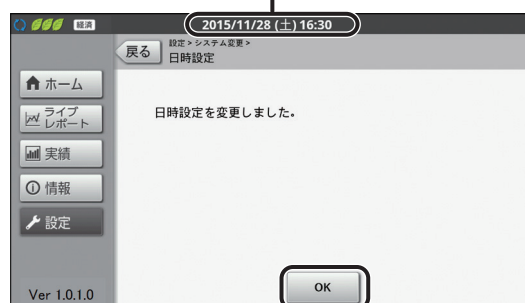 経済
2015/11/28 (土) 16:30
戻る
設定 > システム変更 >
日時設定
ホーム
ライブ
レポート
実績
情報
設定
日時設定を変更しました。
OK
Ver 1.0.1.0